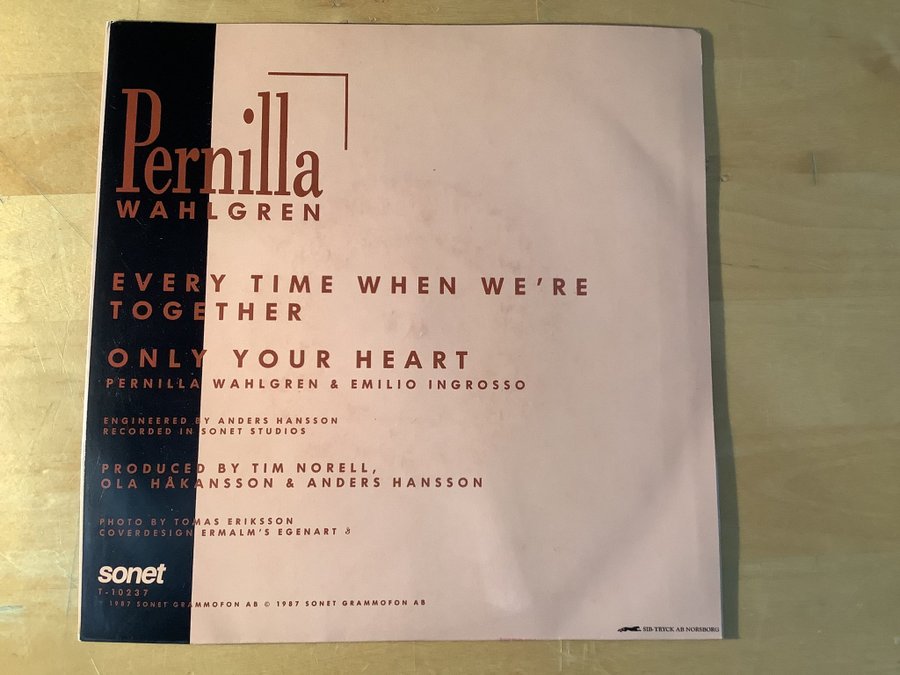 Pernilla
WAHLGREN
EVERY TIME WHEN WE'RE
TOGETHER
ONLY YOUR HEART
PERNILLA WAHLGREN & EMILIO INGROSSO
ENGINEERED BY ANDERS HANSSON
RECORDED IN SONET STUDIOS
PRODUCED BY TIM NORELL,
OLA HÅKANSSON & ANDERS HANSSON
PHOTO BY TOMAS ERIKSSON
COVERDESIGN ERMALM'S EGENART
sonet
T-10237
℗ 1987 SONET GRAMMOFON AB © 1987 SONET GRAMMOFON AB
SIB-TRYCK AB NORSBORG